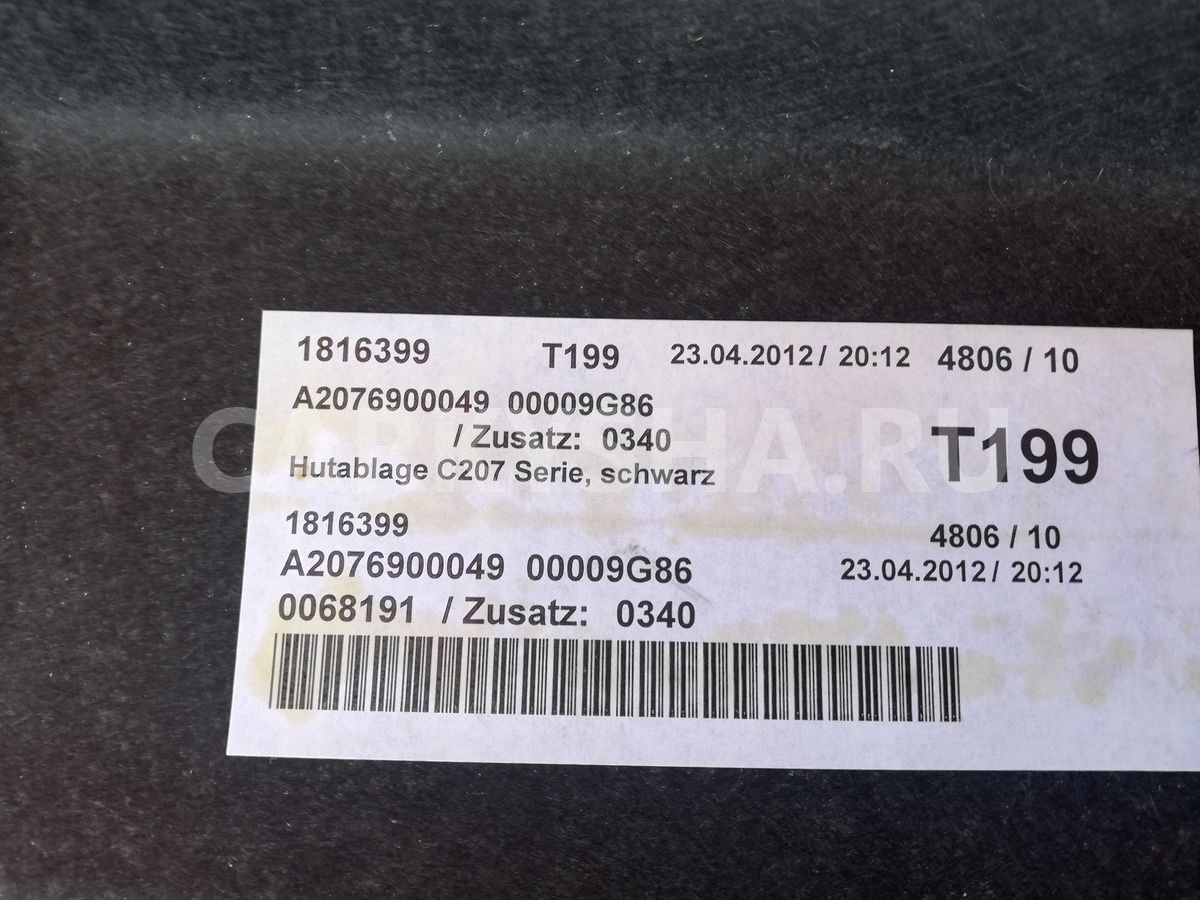 1816399 T199 23.04.2012 / 20:12 4806 / 10
A2076900049 00009G86
/ Zusatz: 0340
T199
Hutablage C207 Serie, schwarz
1816399 4806 / 10
A2076900049 00009G86 23.04.2012 / 20:12
0068191 / Zusatz: 0340